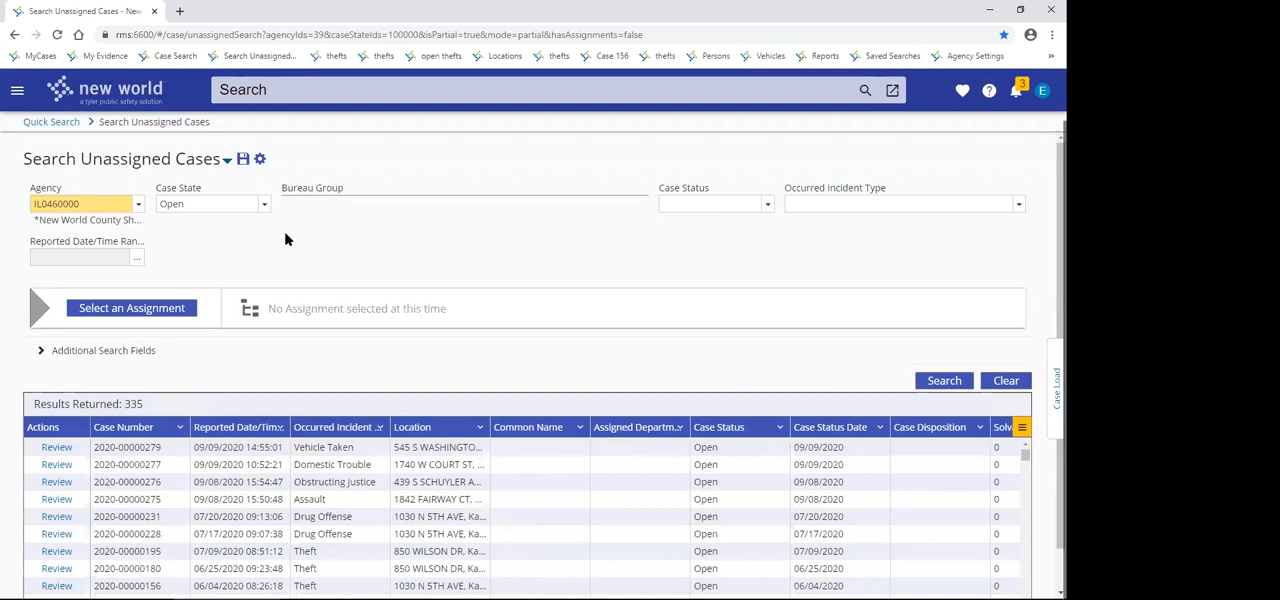 Search Unassigned Cases - New
rms:6600/#/case/unassignedSearch?agencyIds=39&caseStateIds=100000&isPartial=true&mode=partial&hasAssignments=false
MyCases My Evidence Case Search Search Unassigned... thefts thefts open thefts Locations thefts Case 156 thefts Persons Vehicles Reports Saved Searches Agency Settings »
new world
a tyler public safety solution
Search
3
E
Quick Search > Search Unassigned Cases
Search Unassigned Cases
Agency Case State Bureau Group Case Status Occurred Incident Type
IL0460000 Open
*New World County Sh...
Reported Date/Time Ran...
...
Select an Assignment No Assignment selected at this time
Additional Search Fields
Case Load
Search Clear
Results Returned: 335
Actions Case Number Reported Date/Tim... Occurred Incident ... Location Common Name Assigned Departm... Case Status Case Status Date Case Disposition Solv
Review 2020-00000279 09/09/2020 14:55:01 Vehicle Taken 545 S WASHINGTO... Open 09/09/2020 0
Review 2020-00000277 09/09/2020 10:52:21 Domestic Trouble 1740 W COURT ST, ... Open 09/09/2020 0
Review 2020-00000276 09/08/2020 15:54:47 Obstructing Justice 439 S SCHUYLER A... Open 09/08/2020 0
Review 2020-00000275 09/08/2020 15:50:48 Assault 1842 FAIRWAY CT, ... Open 09/08/2020 0
Review 2020-00000231 07/20/2020 09:13:06 Drug Offense 1030 N 5TH AVE, Ka... Open 07/20/2020 0
Review 2020-00000228 07/17/2020 09:07:38 Drug Offense 1030 N 5TH AVE, Ka... Open 07/17/2020 0
Review 2020-00000195 07/09/2020 08:51:12 Theft 850 WILSON DR, Kan... Open 07/09/2020 0
Review 2020-00000180 06/25/2020 09:23:48 Theft 850 WILSON DR, Kan... Open 06/25/2020 0
Review 2020-00000156 06/04/2020 08:26:18 Theft 1030 N 5TH AVE, Ka... Open 06/04/2020 0